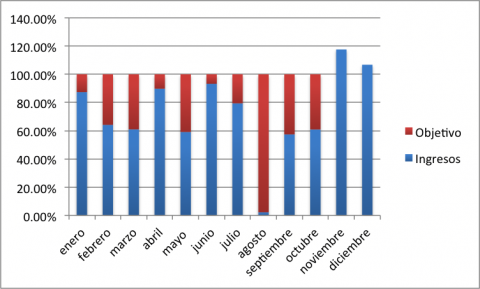 140.00%
120.00%
100.00%
80.00%
60.00%
40.00%
20.00%
0.00%
enero
febrero
marzo
abril
mayo
junio
julio
agosto
septiembre
octubre
noviembre
diciembre
Objetivo
Ingresos